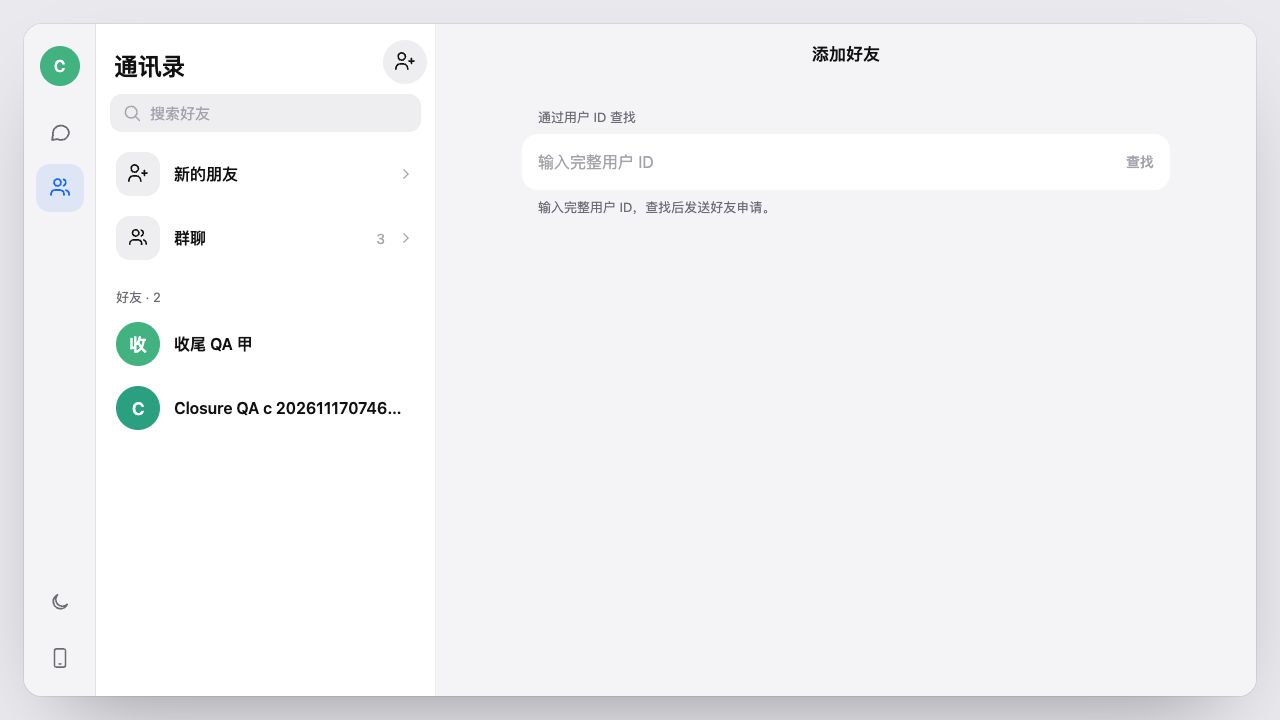 C
通讯录
搜索好友
新的朋友
群聊
3
好友 · 2
收
收尾 QA 甲
C
Closure QA c 202611170746...
添加好友
通过用户 ID 查找
输入完整用户 ID
查找
输入完整用户 ID，查找后发送好友申请。